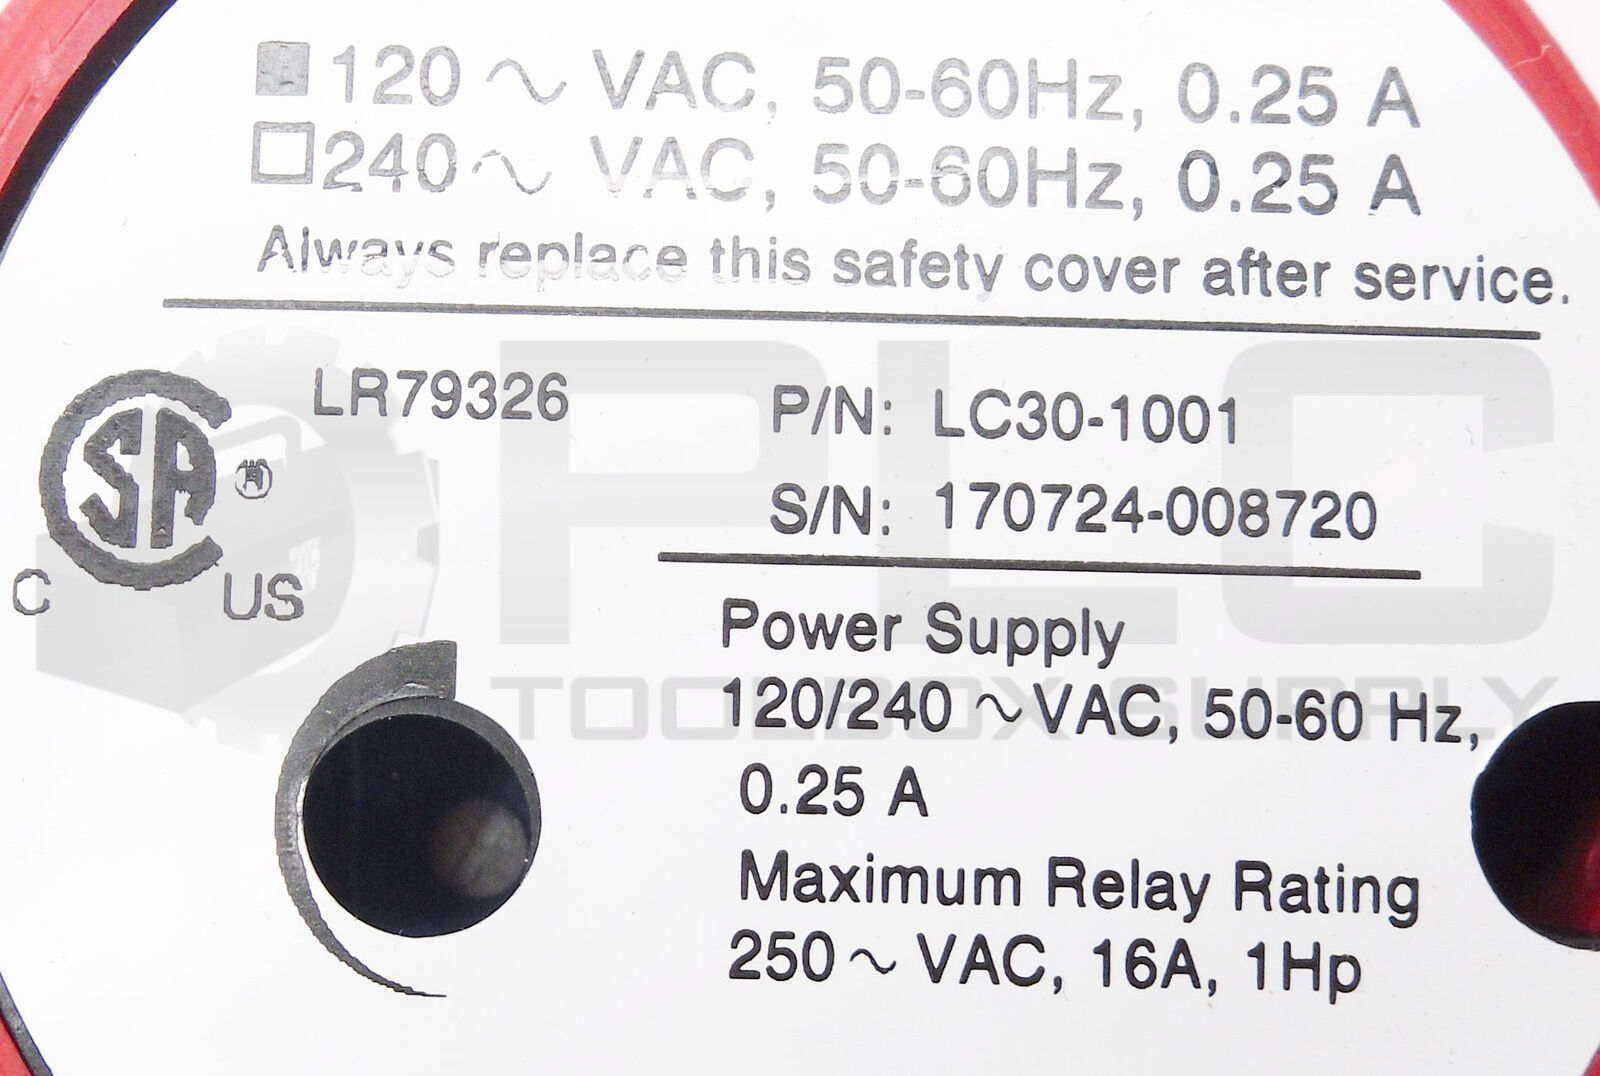 120 ~ VAC, 50-60Hz, 0.25 A
240 ~ VAC, 50-60Hz, 0.25 A
Always replace this safety cover after service.
LR79326
P/N: LC30-1001
SA
®
S/N: 170724-008720
C US
PLC
TOOLBOX SUPPLY
Power Supply
120/240 ~ VAC, 50-60 Hz,
0.25 A
Maximum Relay Rating
250 ~ VAC, 16A, 1Hp